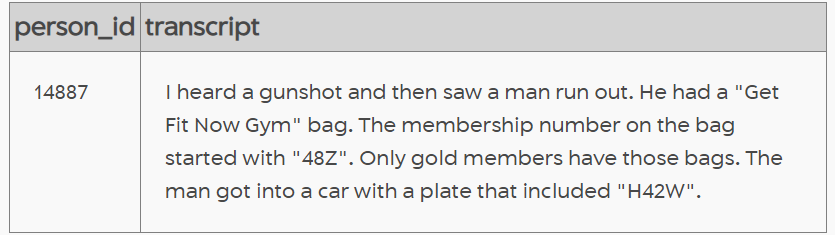 person_id transcript
14887 I heard a gunshot and then saw a man run out. He had a "Get
Fit Now Gym" bag. The membership number on the bag
started with "48Z". Only gold members have those bags. The
man got into a car with a plate that included "H42W".